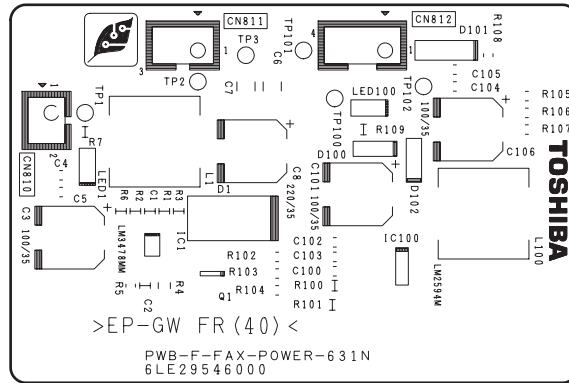 CN811
CN812
TP3
TP101
D101
R108
3
1
4
1
TP2
C7
C6
LED100
TP102
C105
C104
R105
R106
R107
1
TP1
TP100
R109
100/35
2
R7
CN810
LED1
L1
C8
220/35
D100
C106
TOSHIBA
C4
C5
C3
100/35
D1
R6
R2
C1
R1
R3
C101
100/35
D102
LM3478MM
IC1
R102
R103
R104
C102
C103
C100
R100
R101
IC100
LM2594M
L100
R5
C2
R4
Q1
>EP-GW FR(40)<
PWB-F-FAX-POWER-631N
6LE29546000